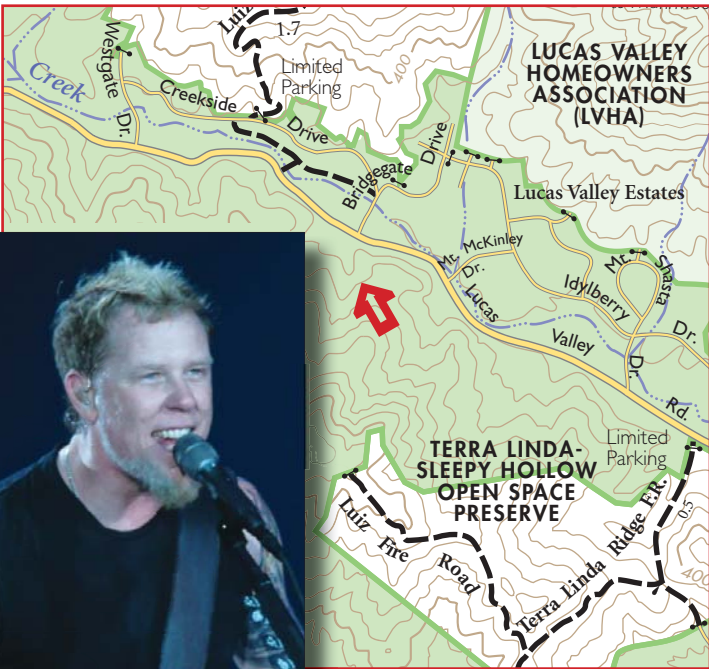 Luiz
1.7
Limited
Parking
400
Westgate
Dr.
Creek
Creekside
Drive
Bridgegate
Drive
LUCAS VALLEY
HOMEOWNERS
ASSOCIATION
(LVHA)
Lucas Valley Estates
Mt. McKinley
Dr.
Mt.
Shasta
Idylberry
Dr.
Dr.
Lucas
Valley
Rd.
TERRA LINDA-
SLEEPY HOLLOW
OPEN SPACE
PRESERVE
Limited
Parking
Luiz Fire Road
Terra Linda Ridge F.R.
0.5
400